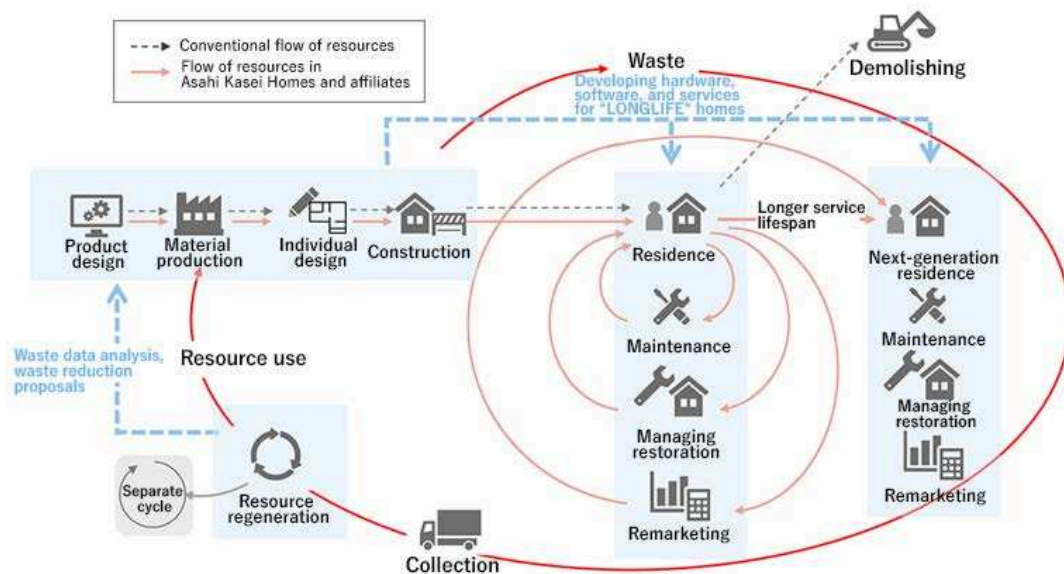 Conventional flow of resources
Flow of resources in
Asahi Kasei Homes and affiliates
Waste
Developing hardware,
software, and services
for "LONGLIFE" homes
Demolishing
Product
design
Material
production
Individual
design
Construction
Residence
Longer service
lifespan
Next-generation
residence
Maintenance
Maintenance
Managing
restoration
Managing
restoration
Remarketing
Remarketing
Waste data analysis,
waste reduction
proposals
Resource use
Separate
cycle
Resource
regeneration
Collection